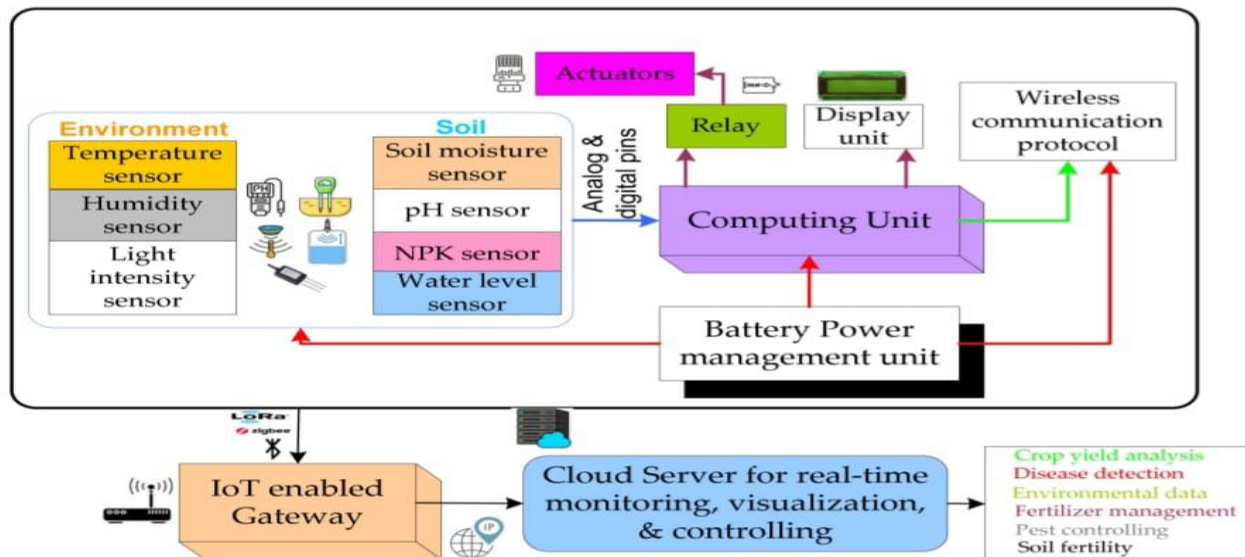 Actuators
Relay
Display
unit
Wireless
communication
protocol
Environment
Temperature
sensor
Humidity
sensor
Light
intensity
sensor
PH
Soil
Soil moisture
sensor
pH sensor
NPK sensor
Water level
sensor
Analog &
digital pins
Computing Unit
Battery Power
management unit
LoRa
zigbee
IoT enabled
Gateway
IP
Cloud Server for real-time
monitoring, visualization,
& controlling
Crop yield analysis
Disease detection
Environmental data
Fertilizer management
Pest controlling
Soil fertility